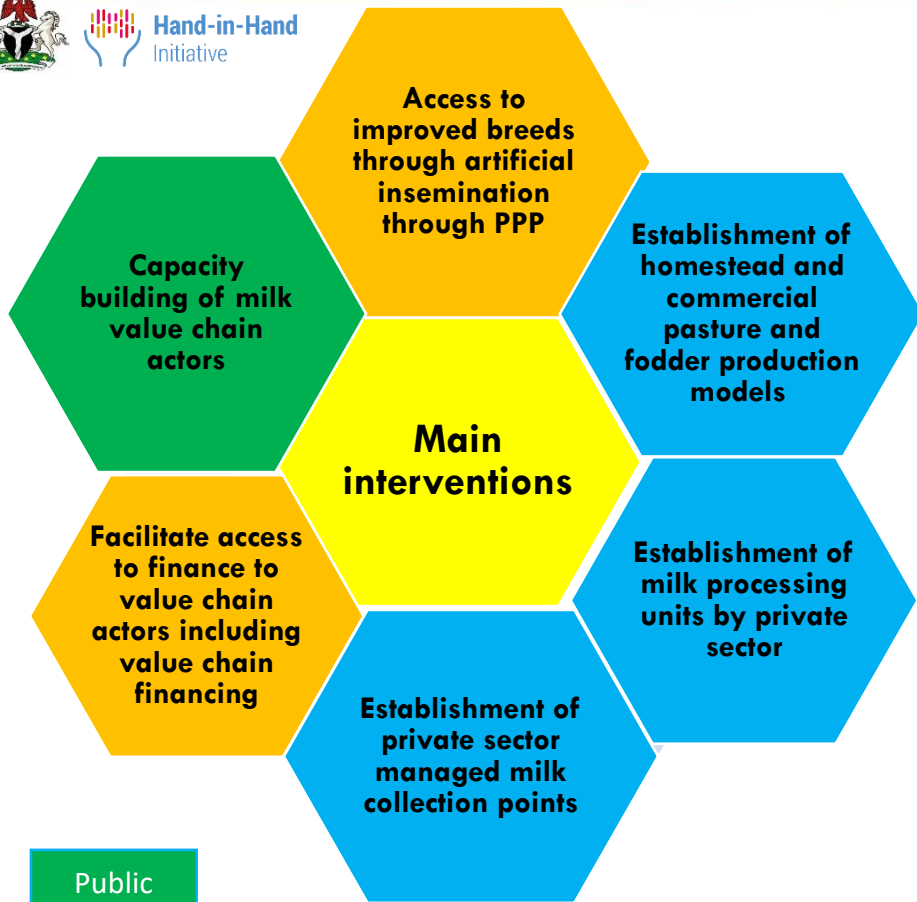 Hand-in-Hand
Initiative
Access to
improved breeds
through artificial
insemination
through PPP
Capacity
building of milk
value chain
actors
Establishment of
homestead and
commercial
pasture and
fodder production
models
Main
interventions
Facilitate access
to finance to
value chain
actors including
value chain
financing
Establishment of
milk processing
units by private
sector
Establishment of
private sector
managed milk
collection points
Public